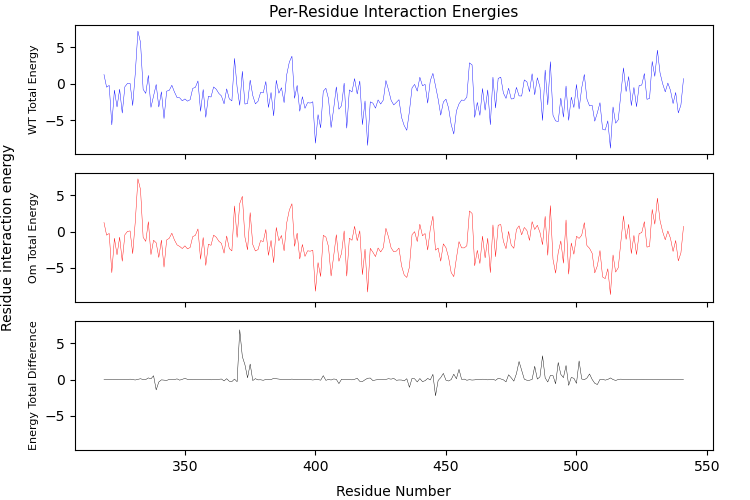 Per-Residue Interaction Energies
Residue interaction energy
WT Total Energy
5
0
−5
Om Total Energy
5
0
−5
Energy Total Difference
5
0
−5
350 400 450 500 550
Residue Number